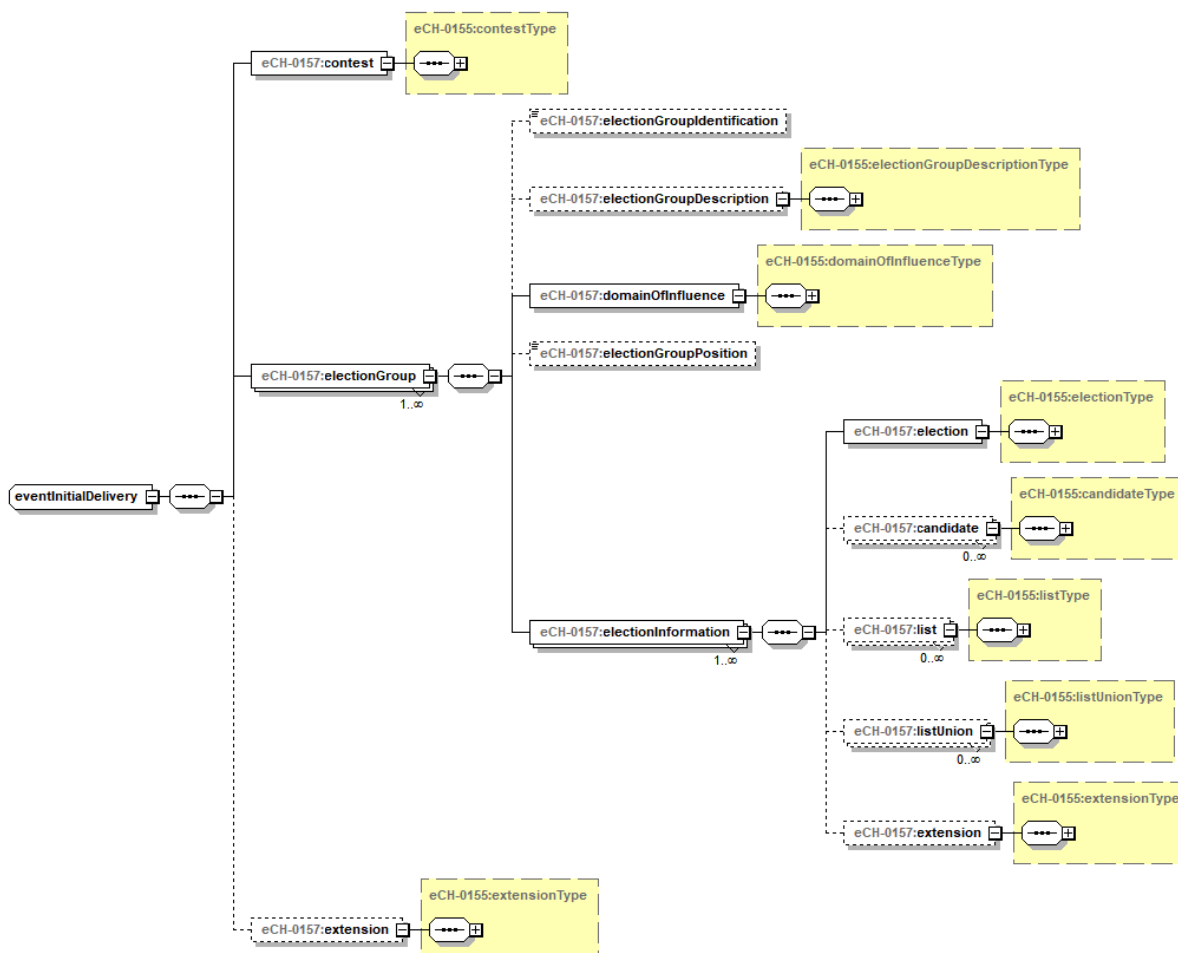 eCH-0155:contestType
eCH-0157:contest
eCH-0157:electionGroupIdentification
eCH-0155:electionGroupDescriptionType
eCH-0157:electionGroupDescription
eCH-0155:domainOfInfluenceType
eCH-0157:domainOfInfluence
eCH-0157:electionGroupPosition
eCH-0157:electionGroup
1..∞
eCH-0155:electionType
eCH-0157:election
eventInitialDelivery
eCH-0155:candidateType
eCH-0157:candidate
0..∞
eCH-0155:listType
eCH-0157:list
0..∞
eCH-0157:electionInformation
1..∞
eCH-0155:listUnionType
eCH-0157:listUnion
0..∞
eCH-0155:extensionType
eCH-0157:extension
eCH-0155:extensionType
eCH-0157:extension